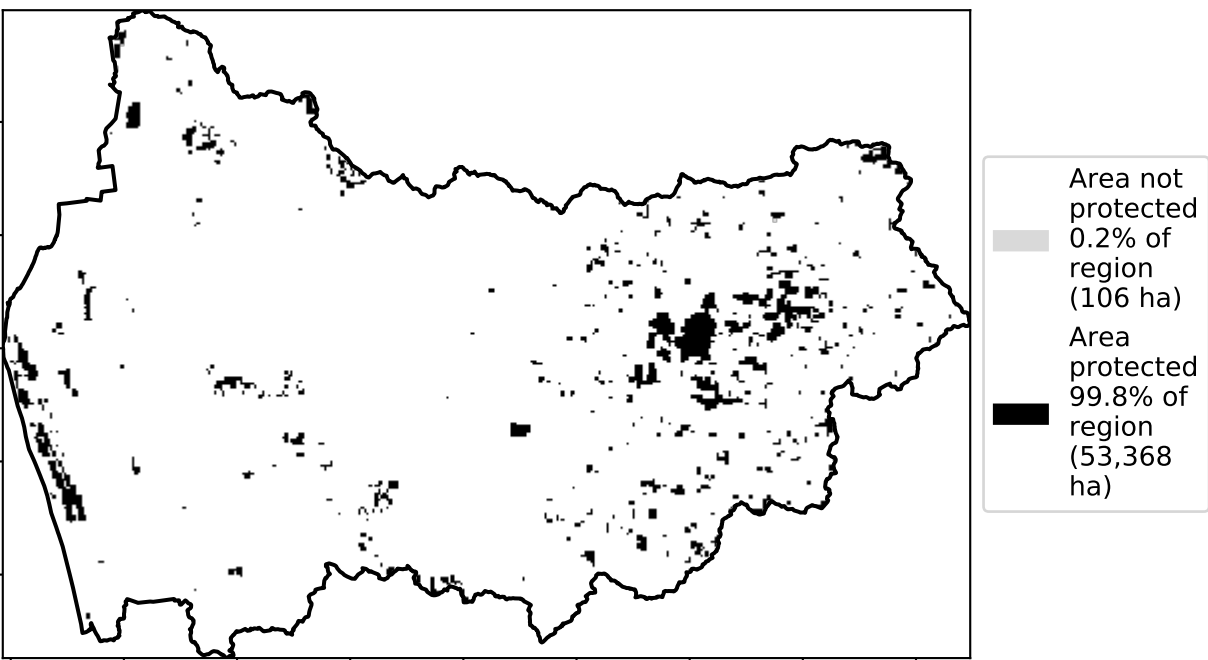 Area not
protected
0.2% of
region
(106 ha)
Area
protected
99.8% of
region
(53,368
ha)